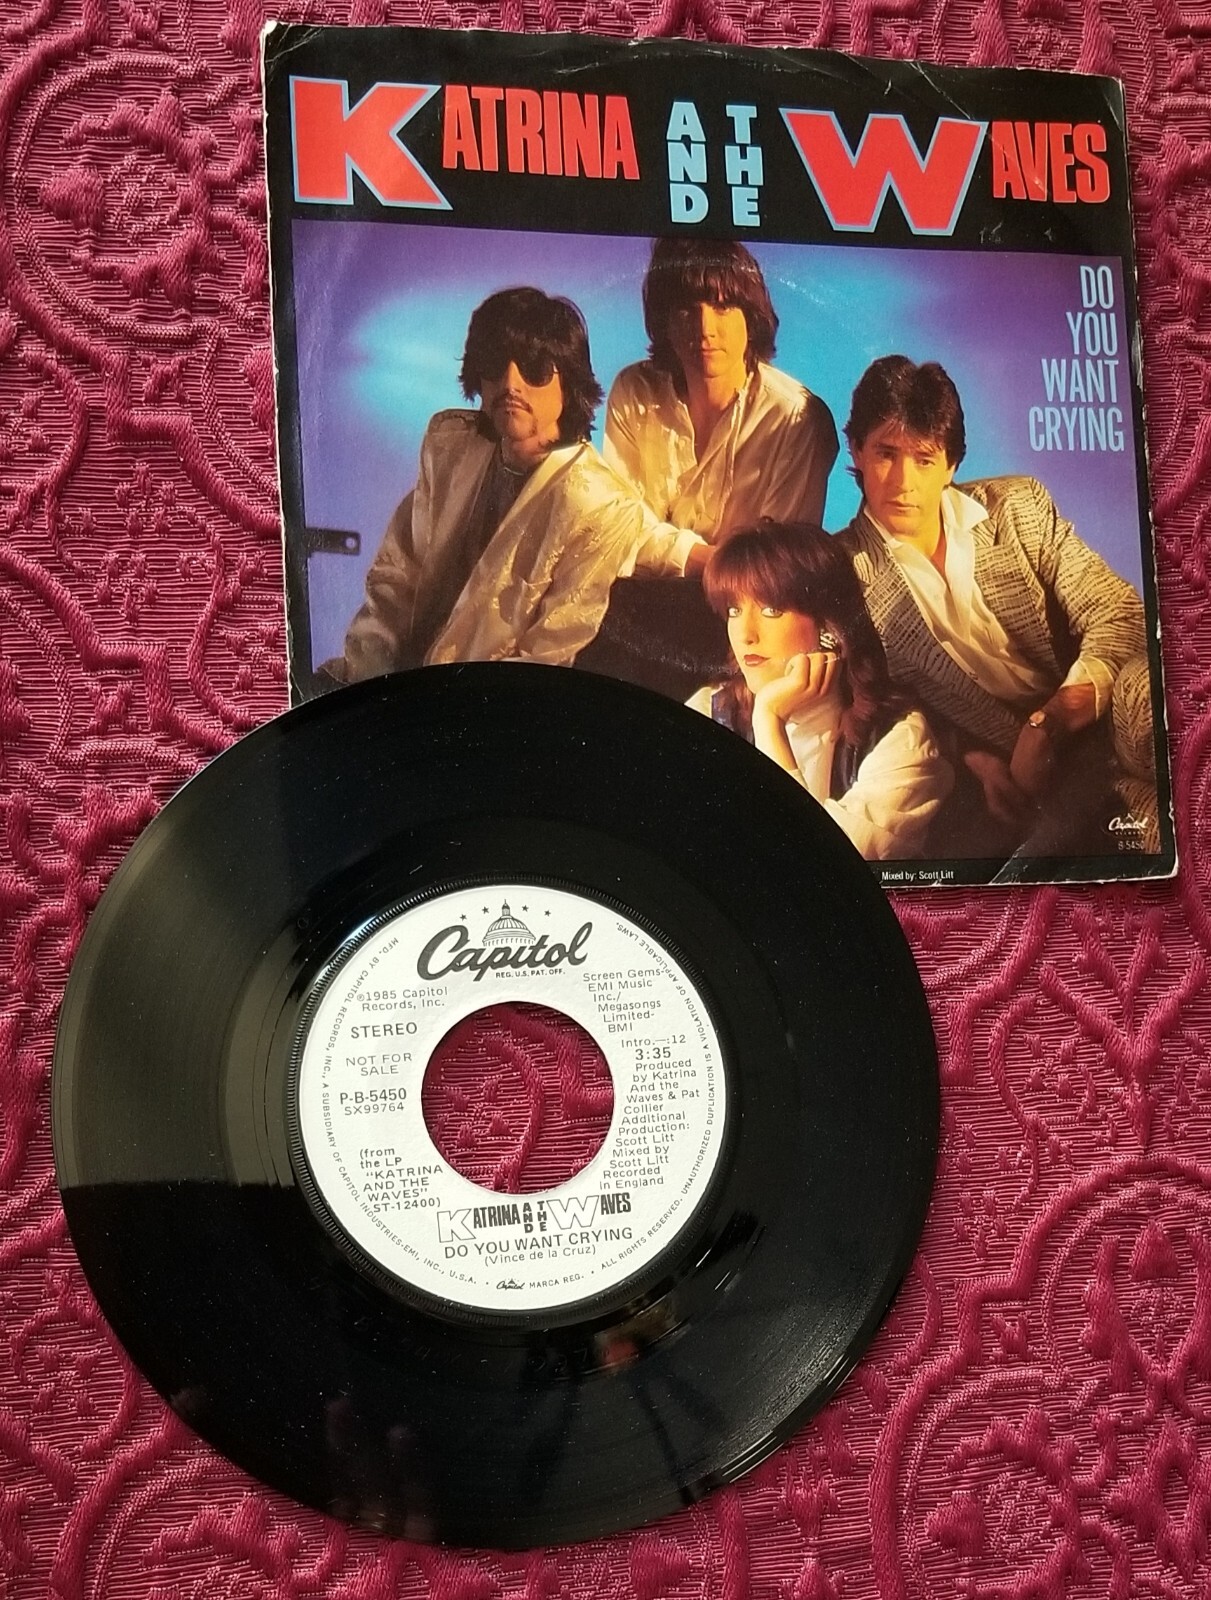 KATRINA AND THE WAVES
DO
YOU
WANT
CRYING
Capitol
RECORDS
B-5450
Mixed by: Scott Litt
Capitol
REG. U.S. PAT. OFF.
℗1985 Capitol
Records, Inc.
STEREO
NOT FOR
SALE
P-B-5450
SX99764
(from
the LP
"KATRINA
AND THE
WAVES"
ST-12400)
Screen Gems-
EMI Music
Inc./
Megasongs
Limited-
BMI
Intro.—:12
3:35
Produced
by Katrina
And the
Waves & Pat
Collier
Additional
Production:
Scott Litt
Mixed by
Scott Litt
Recorded
in England
KATRINA AND THE WAVES
DO YOU WANT CRYING
(Vince de la Cruz)
MFD. BY CAPITOL RECORDS, INC., A SUBSIDIARY OF CAPITOL INDUSTRIES-EMI, INC., U.S.A. • Capitol MARCA REG. • ALL RIGHTS RESERVED. UNAUTHORIZED DUPLICATION IS A VIOLATION OF APPLICABLE LAWS.